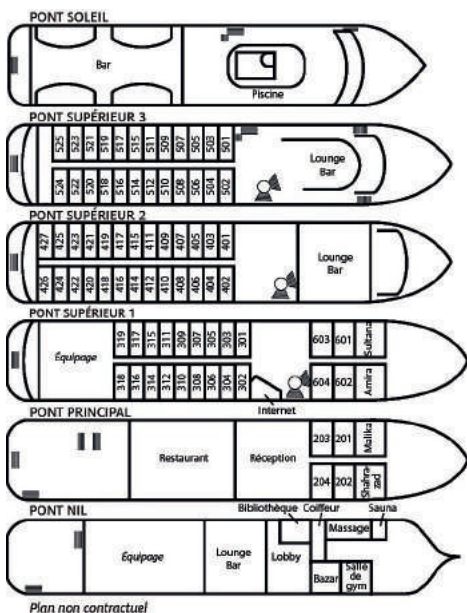 PONT SOLEIL
Bar
Piscine
PONT SUPÉRIEUR 3
525 523 521 519 517 515 511 509 507 505 503 501
Lounge
Bar
524 522 520 518 516 514 512 510 508 506 504 502
PONT SUPÉRIEUR 2
427 425 423 421 419 417 415 411 409 407 405 403 401
Lounge
Bar
426 424 422 420 418 416 414 412 410 408 406 404 402
PONT SUPÉRIEUR 1
Équipage
319 317 315 311 309 307 305 303 301
603 601 Sultana
318 316 314 312 310 308 306 304 302
604 602 Amira
Internet
PONT PRINCIPAL
Restaurant
Réception
203 201 Malika
204 202 Shahra-
zad
PONT NIL
Bibliothèque Coiffeur Sauna
Massage
Équipage
Lounge
Bar
Lobby
Bazar
Salle
de
gym
Plan non contractuel